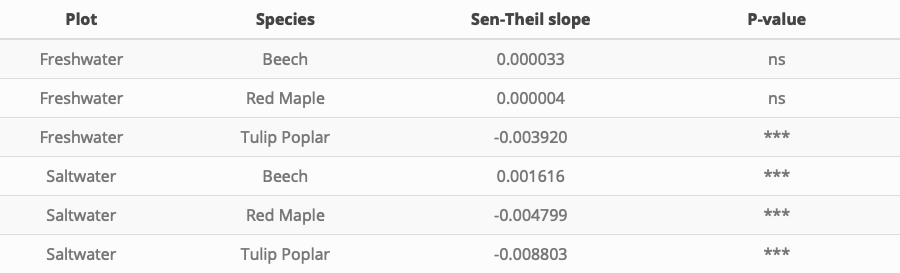 Plot Species Sen-Theil slope P-value
Freshwater Beech 0.000033 ns
Freshwater Red Maple 0.000004 ns
Freshwater Tulip Poplar -0.003920 ***
Saltwater Beech 0.001616 ***
Saltwater Red Maple -0.004799 ***
Saltwater Tulip Poplar -0.008803 ***